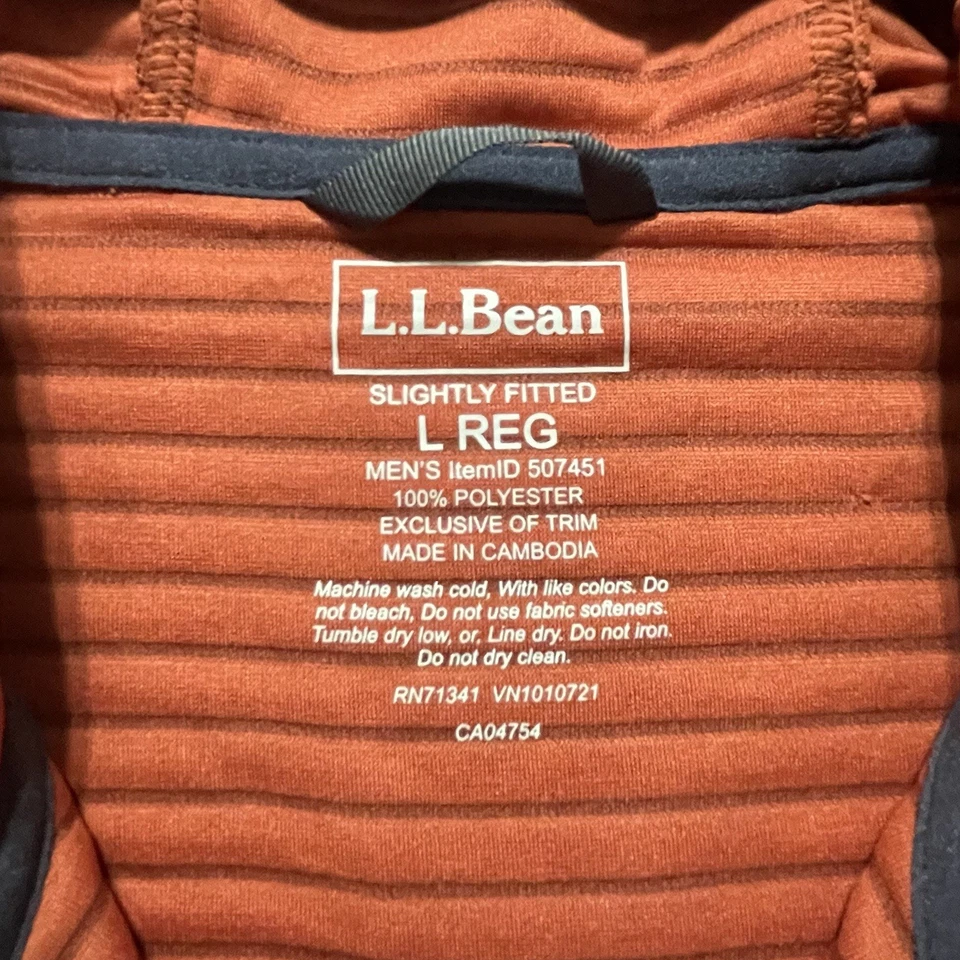 L.L.Bean
SLIGHTLY FITTED
L REG
MEN'S ItemID 507451
100% POLYESTER
EXCLUSIVE OF TRIM
MADE IN CAMBODIA
Machine wash cold, With like colors. Do
not bleach, Do not use fabric softeners.
Tumble dry low, or, Line dry. Do not iron.
Do not dry clean.
RN71341 VN1010721
CA04754